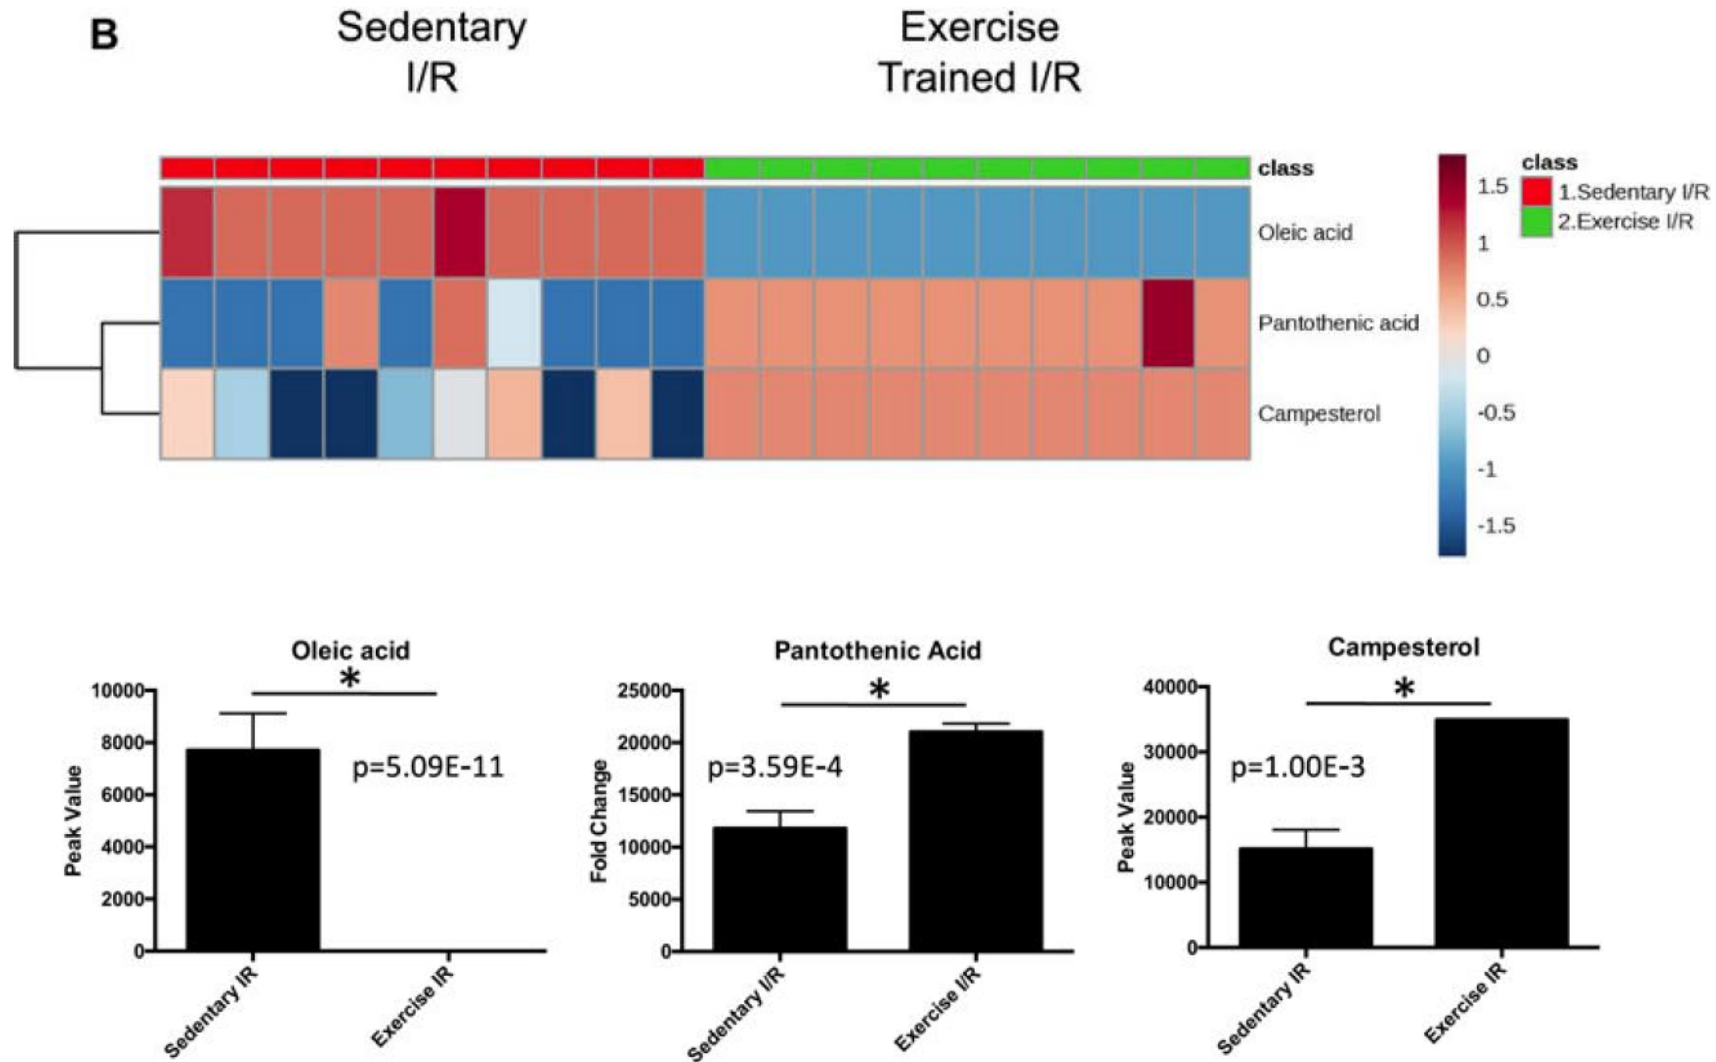 B
Sedentary
I/R
Exercise
Trained I/R
class
Oleic acid
Pantothenic acid
Campesterol
1.5
1
0.5
0
-0.5
-1
-1.5
class
1.Sedentary I/R
2.Exercise I/R
Oleic acid
*
p=5.09E-11
Peak Value
10000
8000
6000
4000
2000
0
Sedentary IR
Exercise IR
Pantothenic Acid
*
p=3.59E-4
Fold Change
25000
20000
15000
10000
5000
0
Sedentary I/R
Exercise I/R
Campesterol
*
p=1.00E-3
Peak Value
40000
30000
20000
10000
0
Sedentary IR
Exercise IR